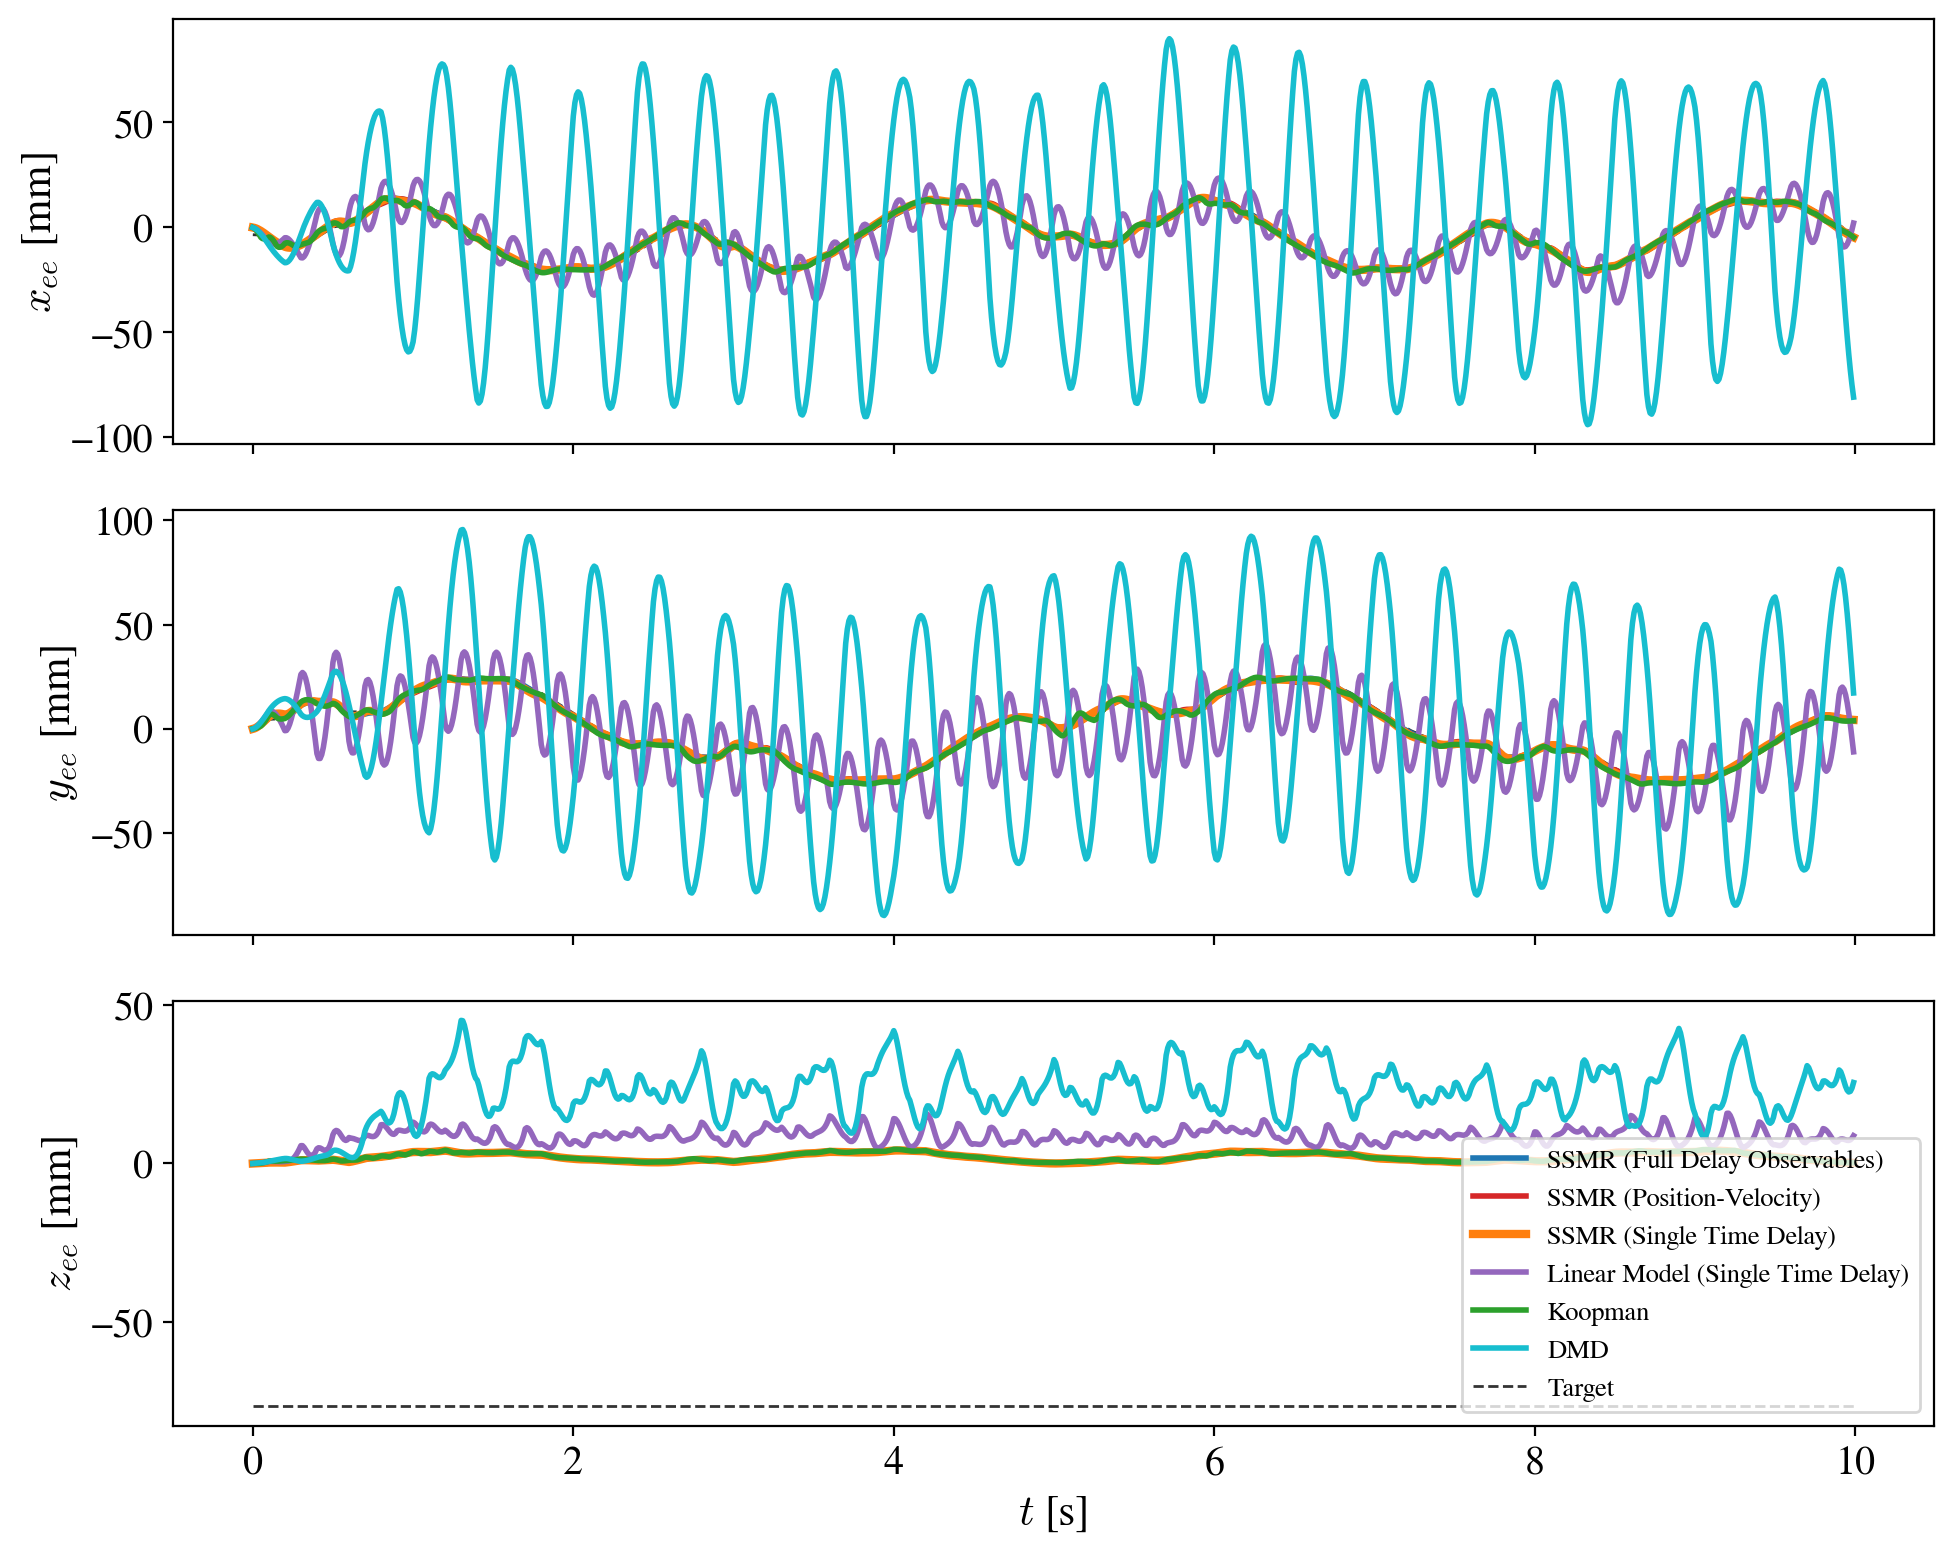 50
0
−50
−100
x_ee [mm]
100
50
0
−50
y_ee [mm]
50
0
−50
z_ee [mm]
SSMR (Full Delay Observables)
SSMR (Position-Velocity)
SSMR (Single Time Delay)
Linear Model (Single Time Delay)
Koopman
DMD
Target
0 2 4 6 8 10
t [s]